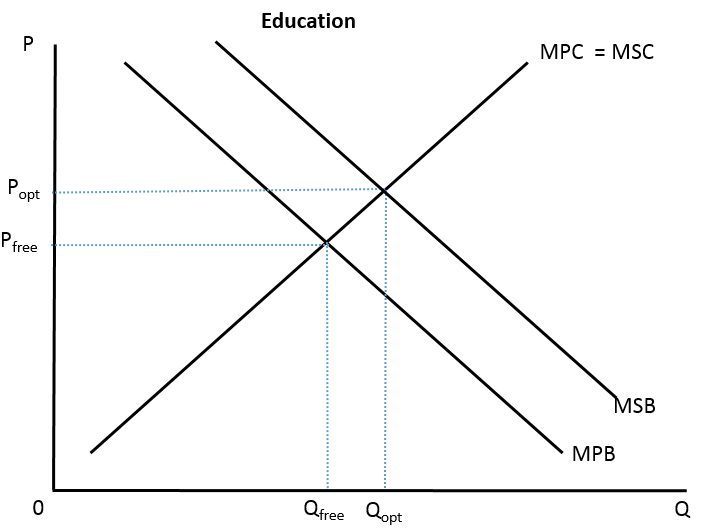 Education
P
MPC = MSC
Popt
Pfree
MSB
MPB
0
Qfree
Qopt
Q